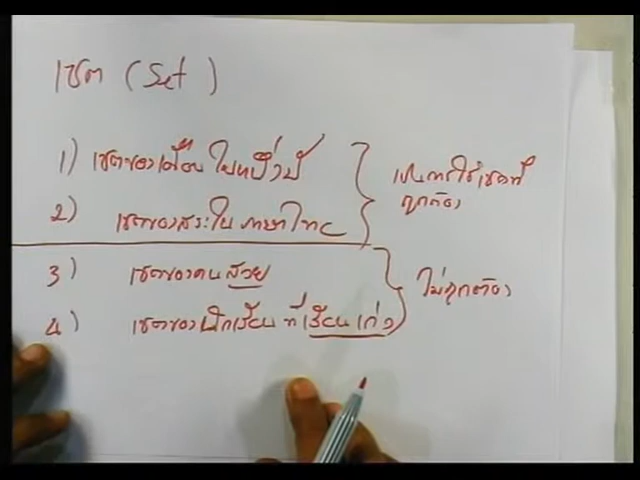 เซต (Set)
1) เซตของเดือนในหนึ่งปี
เป็นการใช้เซตที่
ถูกต้อง
2) เซตของสระในภาษาไทย
3) เซตของคนสวย
ไม่ถูกต้อง
4) เซตของนักเรียนที่เรียนเก่ง